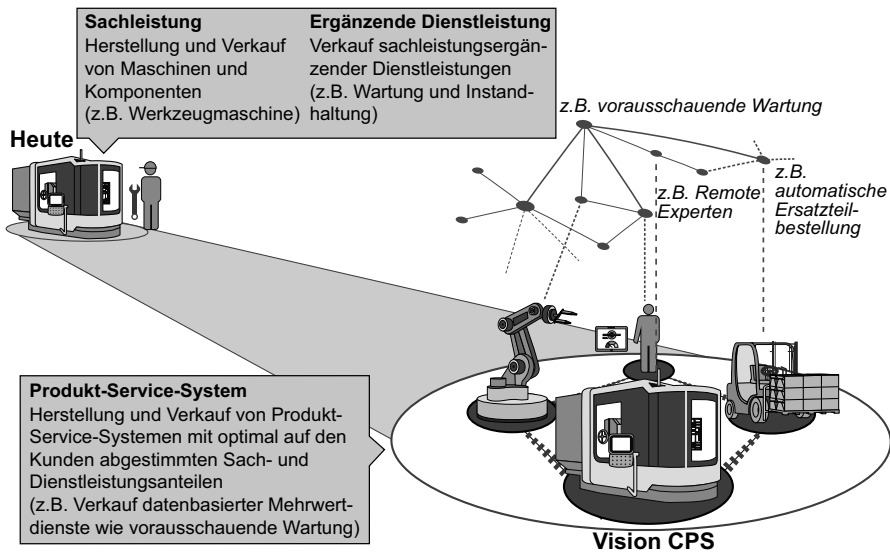 Sachleistung
Herstellung und Verkauf
von Maschinen und
Komponenten
(z.B. Werkzeugmaschine)
Ergänzende Dienstleistung
Verkauf sachleistungsergän-
zender Dienstleistungen
(z.B. Wartung und Instand-
haltung)
Heute
z.B. vorausschauende Wartung
z.B. Remote
Experten
z.B.
automatische
Ersatzteil-
bestellung
Produkt-Service-System
Herstellung und Verkauf von Produkt-
Service-Systemen mit optimal auf den
Kunden abgestimmten Sach- und
Dienstleistungsanteilen
(z.B. Verkauf datenbasierter Mehrwert-
dienste wie vorausschauende Wartung)
Vision CPS